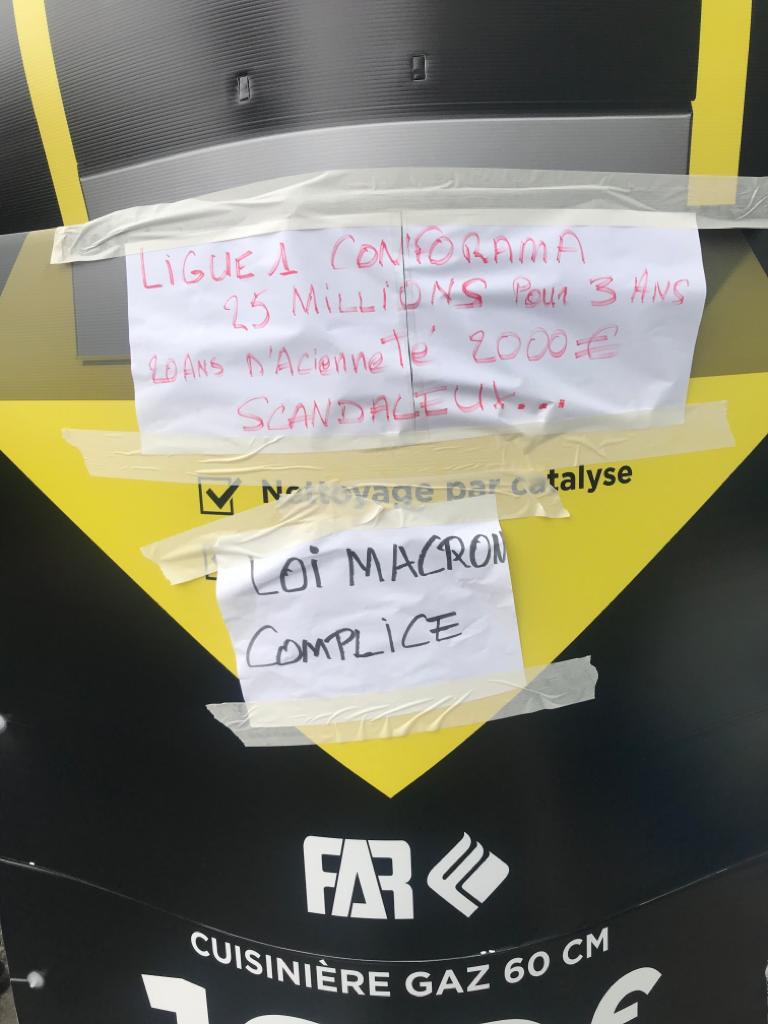 LIGUE 1 CONFORAMA
25 MILLIONS POUR 3 ANS
20 ANS D'ACIENNETÉ 2000€
SCANDALEUX...
Nettoyage par catalyse
LOI MACRON
COMPLICE
FAR
CUISINIÈRE GAZ 60 CM
€